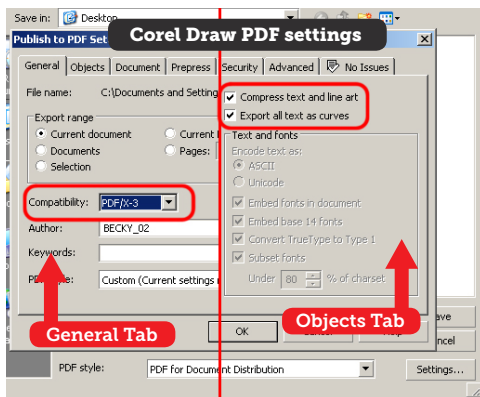 Save in: Desktop
Corel Draw PDF settings
Publish to PDF Set
General Objects Document Prepress Security Advanced No Issues
File name: C:\Documents and Setting
Compress text and line art
Export all text as curves
Export range
Current document Current
Documents Pages:
Selection
Text and fonts
Encode text as:
ASCII
Unicode
Compatibility: PDF/X-3
Embed fonts in document
Embed base 14 fonts
Author: BECKY_02
Convert TrueType to Type 1
Keywords:
Subset fonts
Under 80 % of charset
PDF style: Custom (Current settings
General Tab
OK
Objects Tab
PDF style: PDF for Document Distribution
Settings...